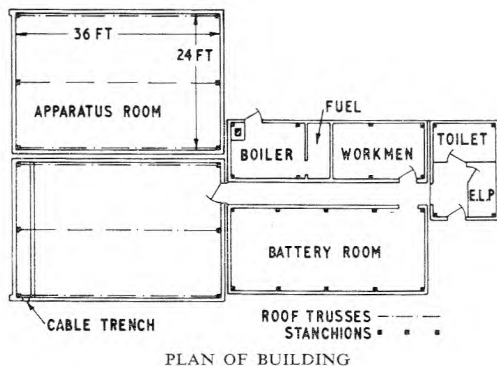 36 FT
24 FT
APPARATUS ROOM
FUEL
BOILER
WORKMEN
TOILET
E.L.P
BATTERY ROOM
CABLE TRENCH
ROOF TRUSSES
STANCHIONS
PLAN OF BUILDING